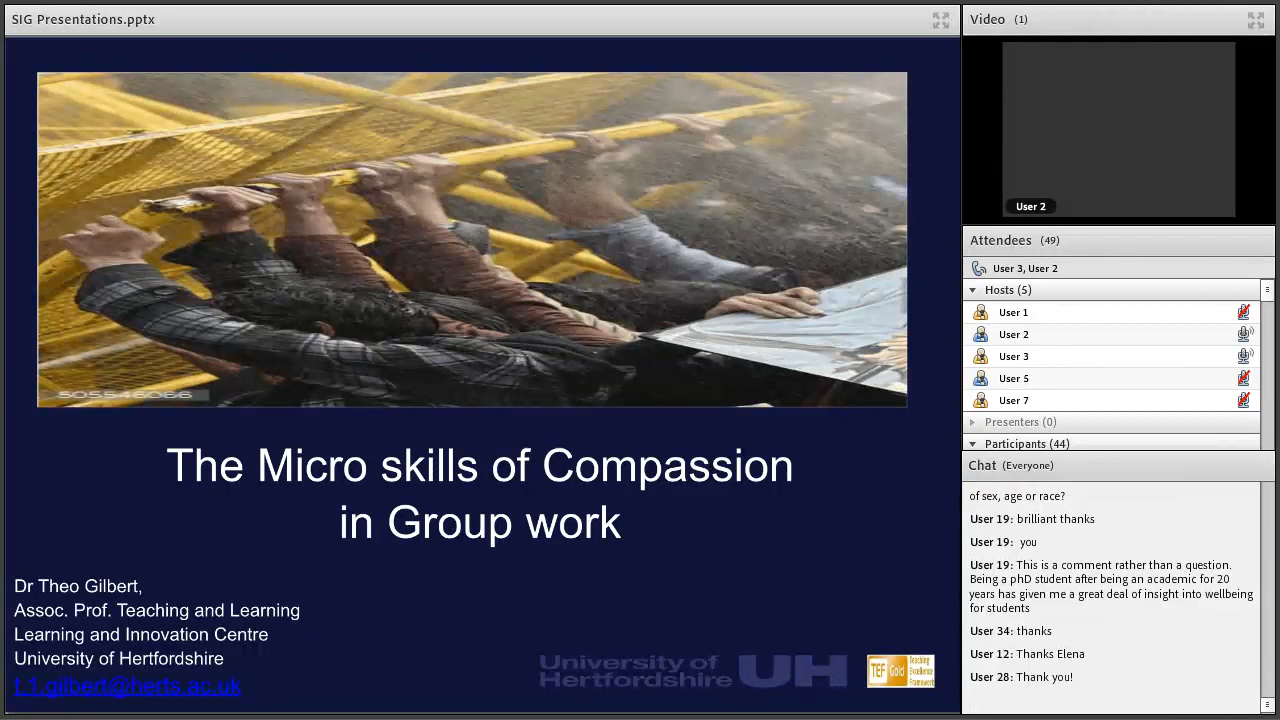 SIG Presentations.pptx
505546066
The Micro skills of Compassion
in Group work
Dr Theo Gilbert,
Assoc. Prof. Teaching and Learning
Learning and Innovation Centre
University of Hertfordshire
t.1.gilbert@herts.ac.uk
University of
Hertfordshire
UH
TEF
Gold
Teaching
Excellence
Framework
Video (1)
User 2
Attendees (49)
User 3, User 2
Hosts (5)
User 1
User 2
User 3
User 5
User 7
Presenters (0)
Participants (44)
Chat (Everyone)
of sex, age or race?
User 19: brilliant thanks
User 19: you
User 19: This is a comment rather than a question.
Being a phD student after being an academic for 20
years has given me a great deal of insight into wellbeing
for students
User 34: thanks
User 12: Thanks Elena
User 28: Thank you!